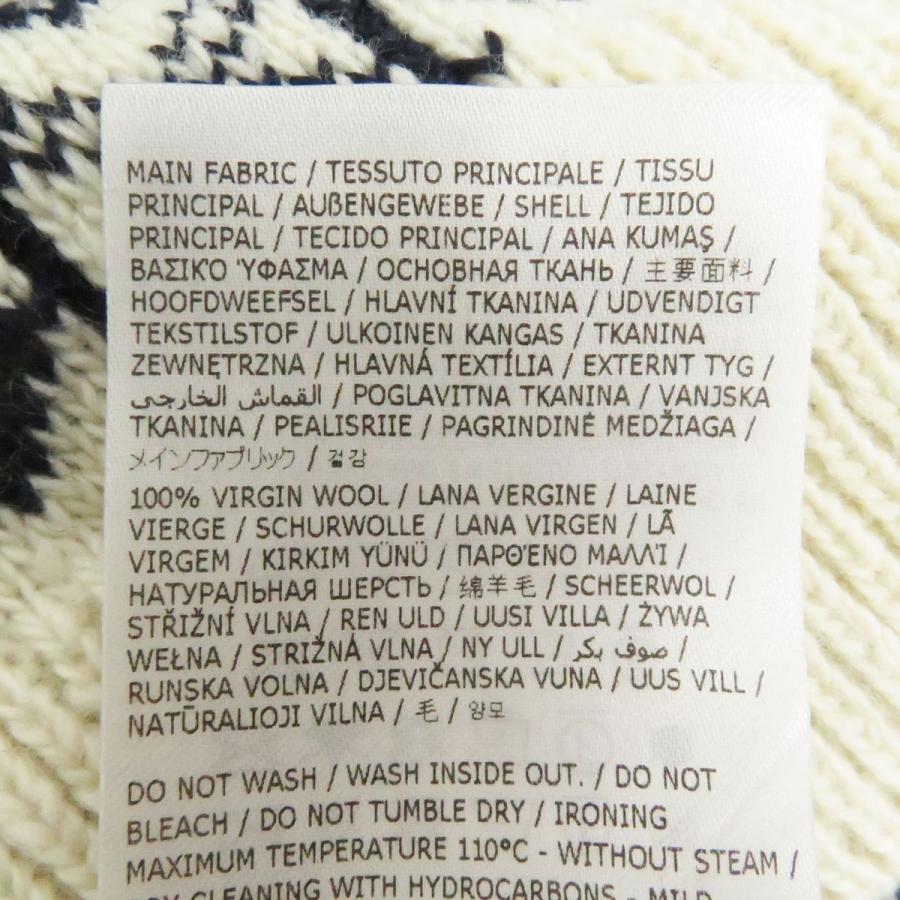 MAIN FABRIC / TESSUTO PRINCIPALE / TISSU
PRINCIPAL / AUßENGEWEBE / SHELL / TEJIDO
PRINCIPAL / TECIDO PRINCIPAL / ANA KUMAŞ /
ΒΑΣΙΚΌ ΎΦΑΣΜΑ / ОСНОВНАЯ ТКАНЬ / 主要面料 /
HOOFDWEEFSEL / HLAVNÍ TKANINA / UDVENDIGT
TEKSTILSTOF / ULKOINEN KANGAS / TKANINA
ZEWNĘTRZNA / HLAVNÁ TEXTÍLIA / EXTERNT TYG /
القماش الخارجي / POGLAVITNA TKANINA / VANJSKA
TKANINA / PEALISRIIE / PAGRINDINĖ MEDŽIAGA /
メインファブリック / 겉감
100% VIRGIN WOOL / LANA VERGINE / LAINE
VIERGE / SCHURWOLLE / LANA VIRGEN / LÃ
VIRGEM / KIRKIM YÜNÜ / ΠΑΡΘΈΝΟ ΜΑΛΛΊ /
НАТУРАЛЬНАЯ ШЕРСТЬ / 绵羊毛 / SCHEERWOL /
STŘIŽNÍ VLNA / REN ULD / UUSI VILLA / ŻYWA
WEŁNA / STRIŽNÁ VLNA / NY ULL / صوف بكر /
RUNSKA VOLNA / DJEVIČANSKA VUNA / UUS VILL /
NATŪRALIOJI VILNA / 毛 / 양모
DO NOT WASH / WASH INSIDE OUT. / DO NOT
BLEACH / DO NOT TUMBLE DRY / IRONING
MAXIMUM TEMPERATURE 110°C - WITHOUT STEAM /
DRY CLEANING WITH HYDROCARBONS - MILD